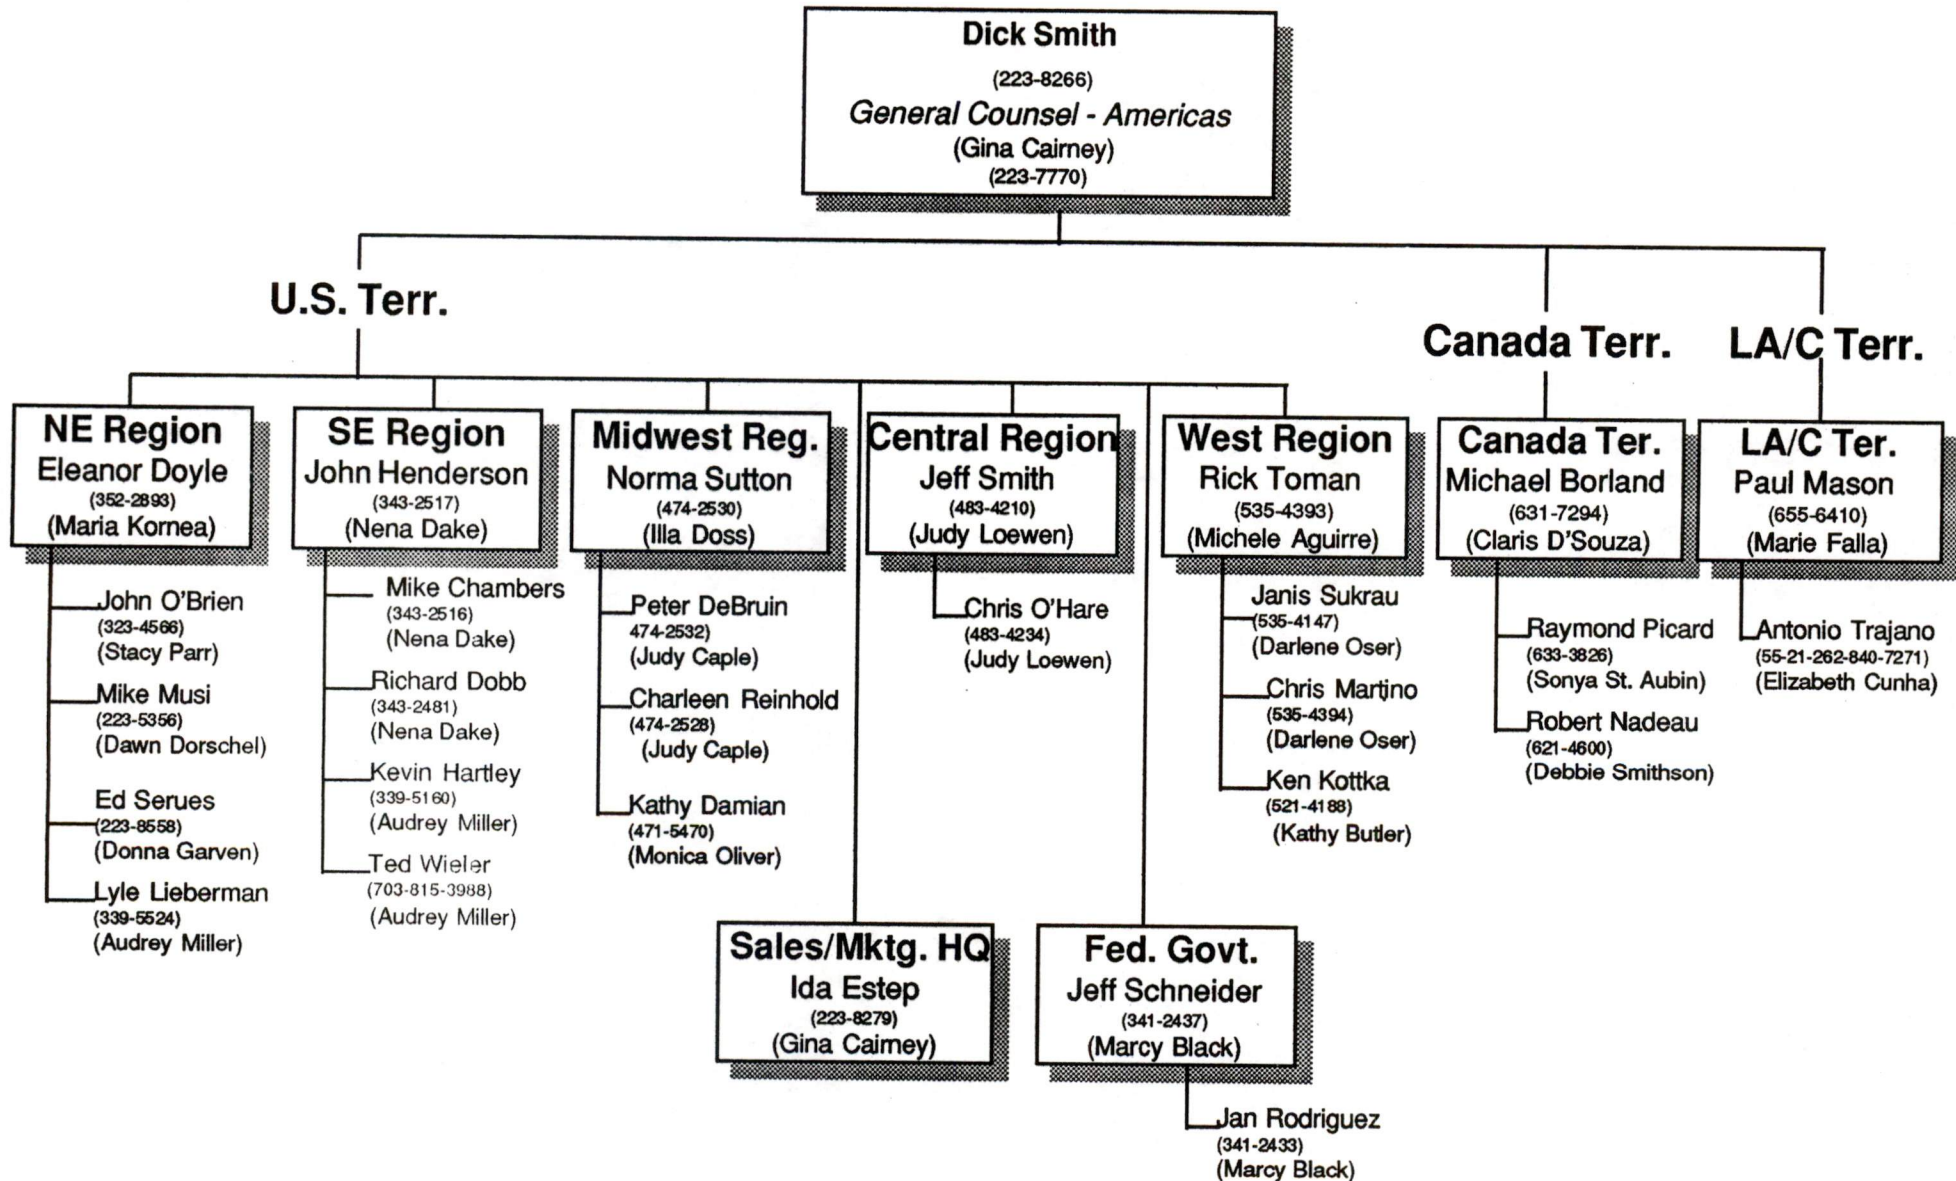 Dick Smith
(223-8266)
General Counsel - Americas
(Gina Cairney)
(223-7770)
U.S. Terr.
Canada Terr.
LA/C Terr.
NE Region
Eleanor Doyle
(352-2893)
(Maria Kornea)
John O'Brien
(323-4566)
(Stacy Parr)
Mike Musi
(223-5356)
(Dawn Dorschel)
Ed Serues
(223-8558)
(Donna Garven)
Lyle Lieberman
(339-5524)
(Audrey Miller)
SE Region
John Henderson
(343-2517)
(Nena Dake)
Mike Chambers
(343-2516)
(Nena Dake)
Richard Dobb
(343-2481)
(Nena Dake)
Kevin Hartley
(339-5160)
(Audrey Miller)
Ted Wieler
(703-815-3988)
(Audrey Miller)
Midwest Reg.
Norma Sutton
(474-2530)
(Illa Doss)
Peter DeBruin
474-2532)
(Judy Caple)
Charleen Reinhold
(474-2528)
(Judy Caple)
Kathy Damian
(471-5470)
(Monica Oliver)
Sales/Mktg. HQ
Ida Estep
(223-8279)
(Gina Cairney)
Central Region
Jeff Smith
(483-4210)
(Judy Loewen)
Chris O'Hare
(483-4234)
(Judy Loewen)
Fed. Govt.
Jeff Schneider
(341-2437)
(Marcy Black)
Jan Rodriguez
(341-2433)
(Marcy Black)
West Region
Rick Toman
(535-4393)
(Michele Aguirre)
Janis Sukrau
(535-4147)
(Darlene Oser)
Chris Martino
(535-4394)
(Darlene Oser)
Ken Kottka
(521-4188)
(Kathy Butler)
Canada Ter.
Michael Borland
(631-7294)
(Claris D'Souza)
Raymond Picard
(633-3826)
(Sonya St. Aubin)
Robert Nadeau
(621-4600)
(Debbie Smithson)
LA/C Ter.
Paul Mason
(655-6410)
(Marie Falla)
Antonio Trajano
(55-21-262-840-7271)
(Elizabeth Cunha)